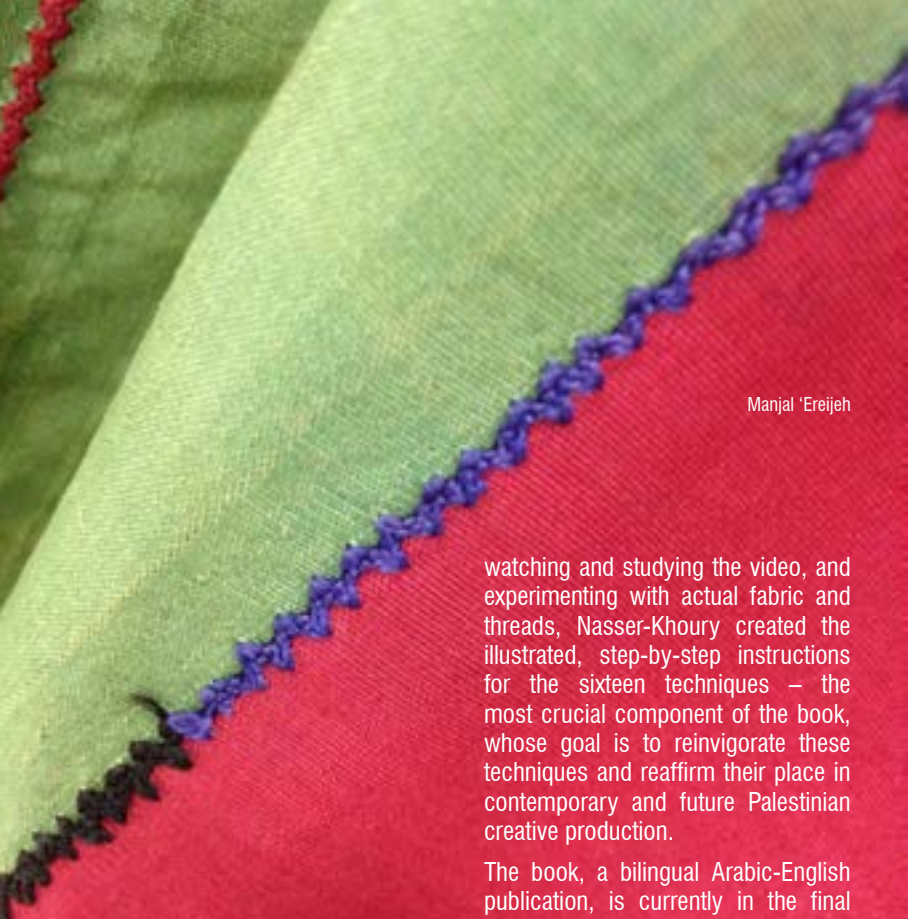 Manjal ‘Ereijeh
watching and studying the video, and
experimenting with actual fabric and
threads, Nasser-Khoury created the
illustrated, step-by-step instructions
for the sixteen techniques – the
most crucial component of the book,
whose goal is to reinvigorate these
techniques and reaffirm their place in
contemporary and future Palestinian
creative production.
The book, a bilingual Arabic-English
publication, is currently in the final